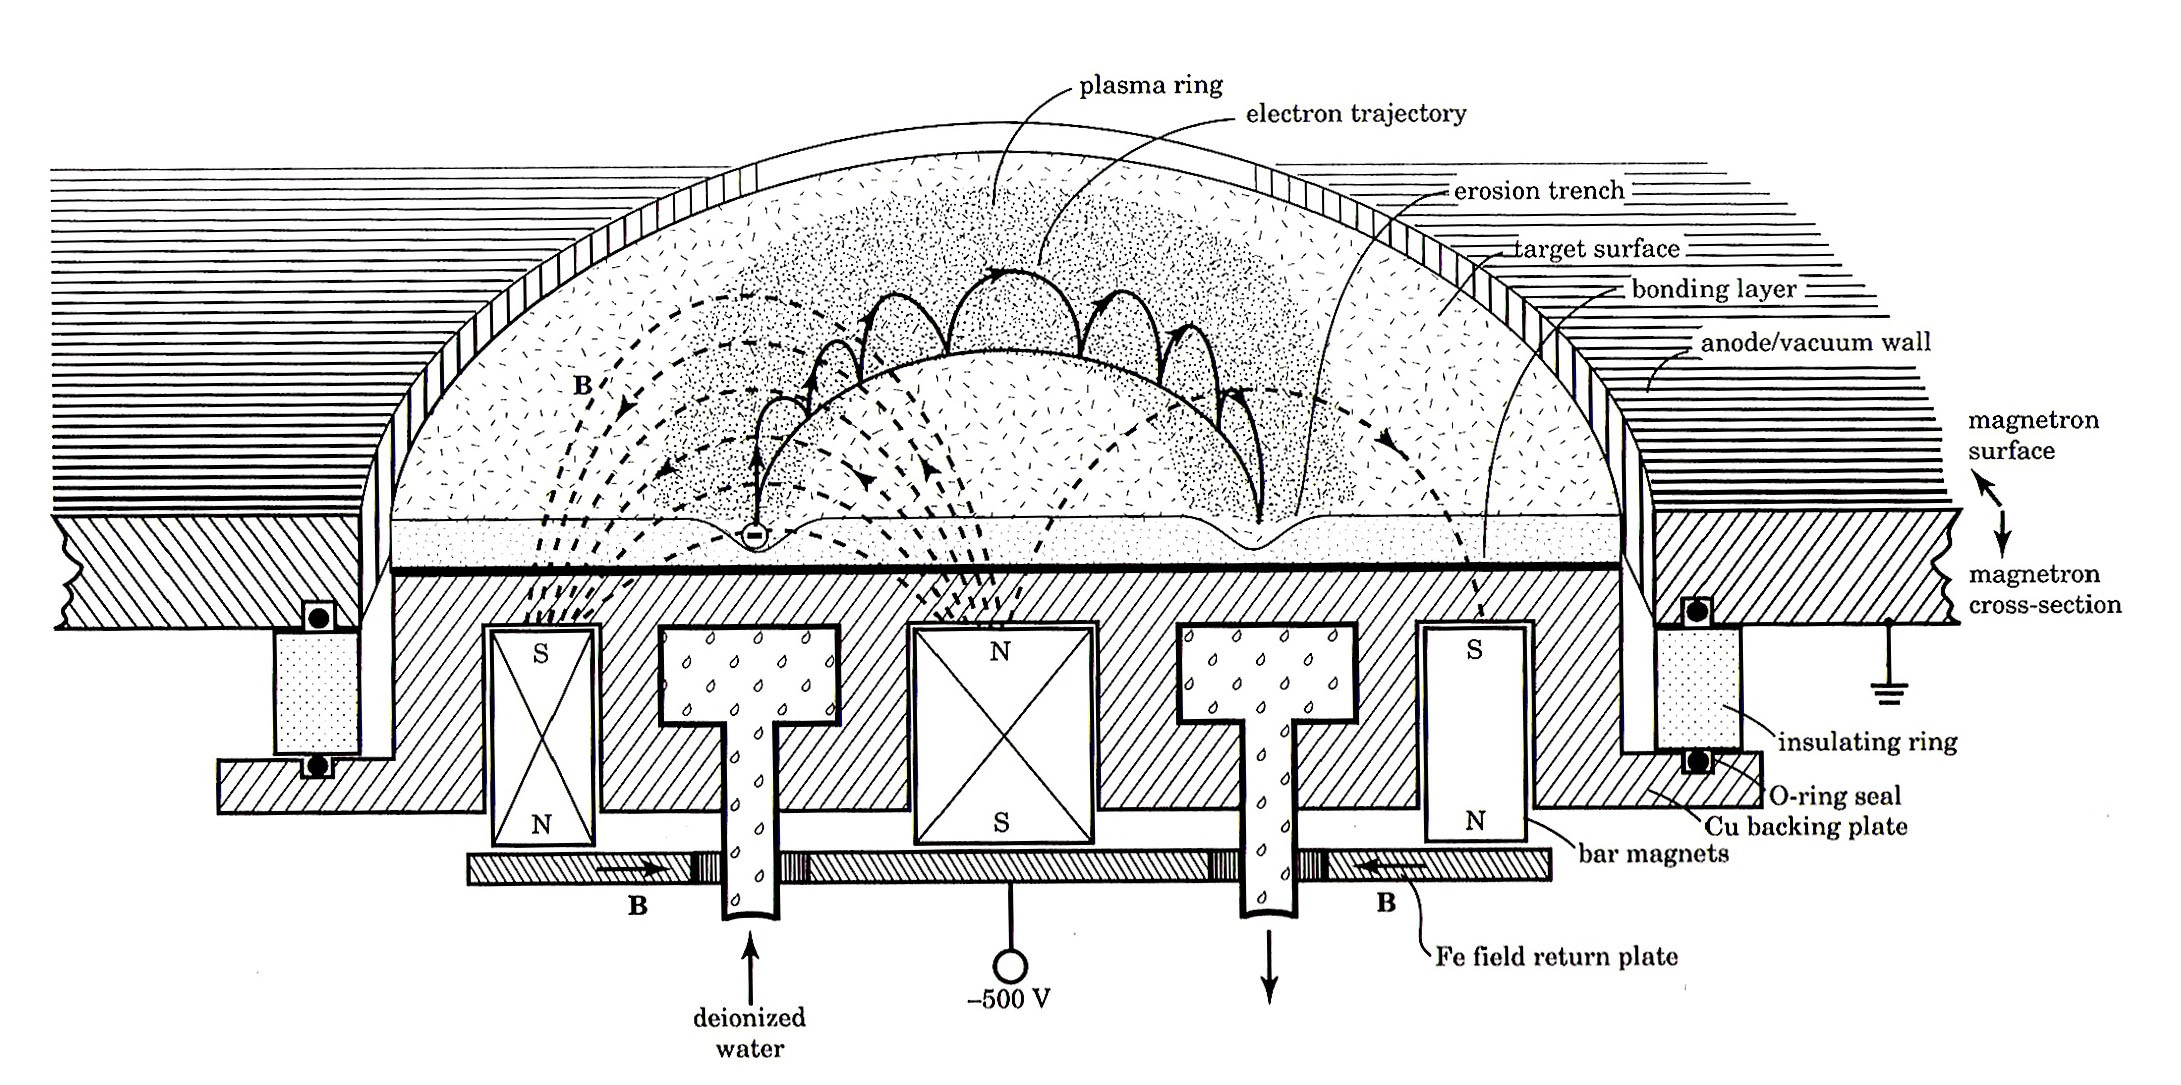 plasma ring
electron trajectory
erosion trench
target surface
bonding layer
anode/vacuum wall
B
magnetron
surface
magnetron
cross-section
S
N
S
N
S
N
insulating ring
O-ring seal
Cu backing plate
bar magnets
B
B
Fe field return plate
–500 V
deionized
water